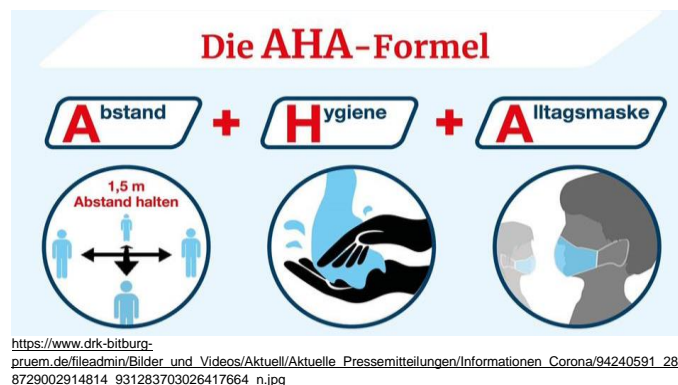 Die AHA-Formel
Abstand + Hygiene + Alltagsmaske
1,5 m
Abstand halten
https://www.drk-bitburg-
pruem.de/fileadmin/Bilder_und_Videos/Aktuell/Aktuelle_Pressemitteilungen/Informationen_Corona/94240591_28
8729002914814_931283703026417664_n.jpg